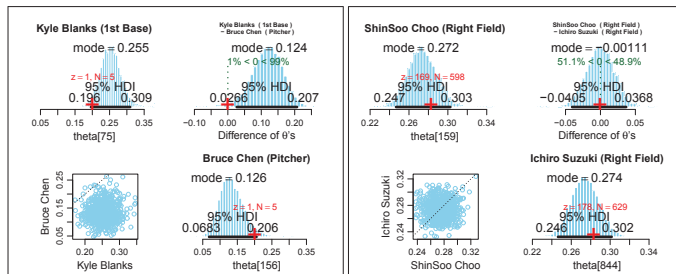 Kyle Blanks (1st Base)
mode = 0.255
z = 1, N = 5
95% HDI
0.196 0.309
0.05 0.15 0.25 0.35
theta[75]
Kyle Blanks ( 1st Base )
− Bruce Chen ( Pitcher )
mode = 0.124
1% < 0 < 99%
95% HDI
0.0266 0.207
−0.10 0.00 0.10 0.20
Difference of θ's
Bruce Chen
0.05 0.15 0.25
0.20 0.30
Kyle Blanks
Bruce Chen (Pitcher)
mode = 0.126
z = 1, N = 5
95% HDI
0.0683 0.206
0.05 0.15 0.25 0.35
theta[156]
ShinSoo Choo (Right Field)
mode = 0.272
z = 169, N = 598
95% HDI
0.247 0.303
0.22 0.26 0.30 0.34
theta[159]
ShinSoo Choo ( Right Field )
− Ichiro Suzuki ( Right Field )
mode = −0.00111
51.1% < 0 < 48.9%
95% HDI
−0.0405 0.0368
−0.05 0.00 0.05
Difference of θ's
Ichiro Suzuki
0.24 0.28 0.32
0.24 0.28 0.32
ShinSoo Choo
Ichiro Suzuki (Right Field)
mode = 0.274
z = 178, N = 629
95% HDI
0.246 0.302
0.22 0.26 0.30 0.34
theta[844]